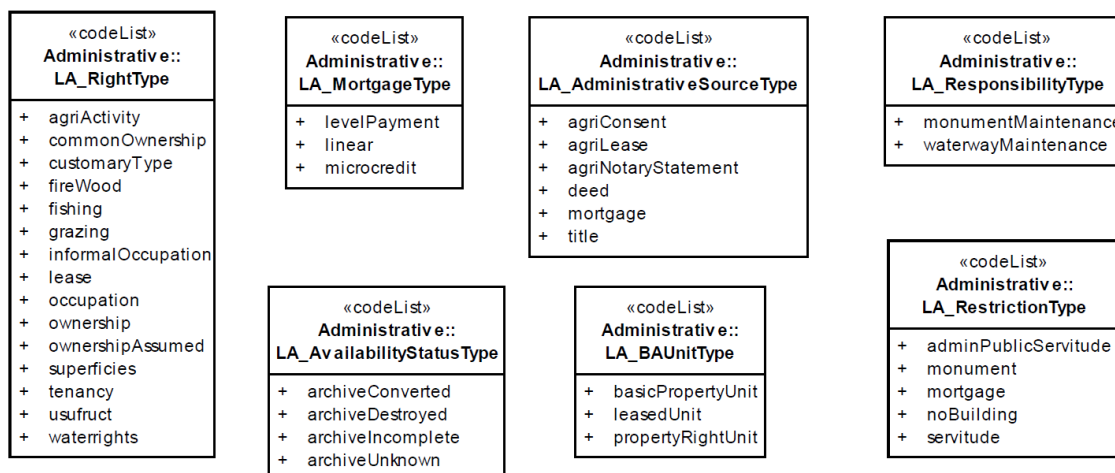 «codeList»
Administrative::
LA_RightType
+ agriActivity
+ commonOwnership
+ customaryType
+ fireWood
+ fishing
+ grazing
+ informalOccupation
+ lease
+ occupation
+ ownership
+ ownershipAssumed
+ superficies
+ tenancy
+ usufruct
+ waterrights
«codeList»
Administrative::
LA_MortgageType
+ levelPayment
+ linear
+ microcredit
«codeList»
Administrative::
LA_AdministrativeSourceType
+ agriConsent
+ agriLease
+ agriNotaryStatement
+ deed
+ mortgage
+ title
«codeList»
Administrative::
LA_ResponsibilityType
+ monumentMaintenance
+ waterwayMaintenance
«codeList»
Administrative::
LA_AvailabilityStatusType
+ archiveConverted
+ archiveDestroyed
+ archiveIncomplete
+ archiveUnknown
«codeList»
Administrative::
LA_BAUnitType
+ basicPropertyUnit
+ leasedUnit
+ propertyRightUnit
«codeList»
Administrative::
LA_RestrictionType
+ adminPublicServitude
+ monument
+ mortgage
+ noBuilding
+ servitude